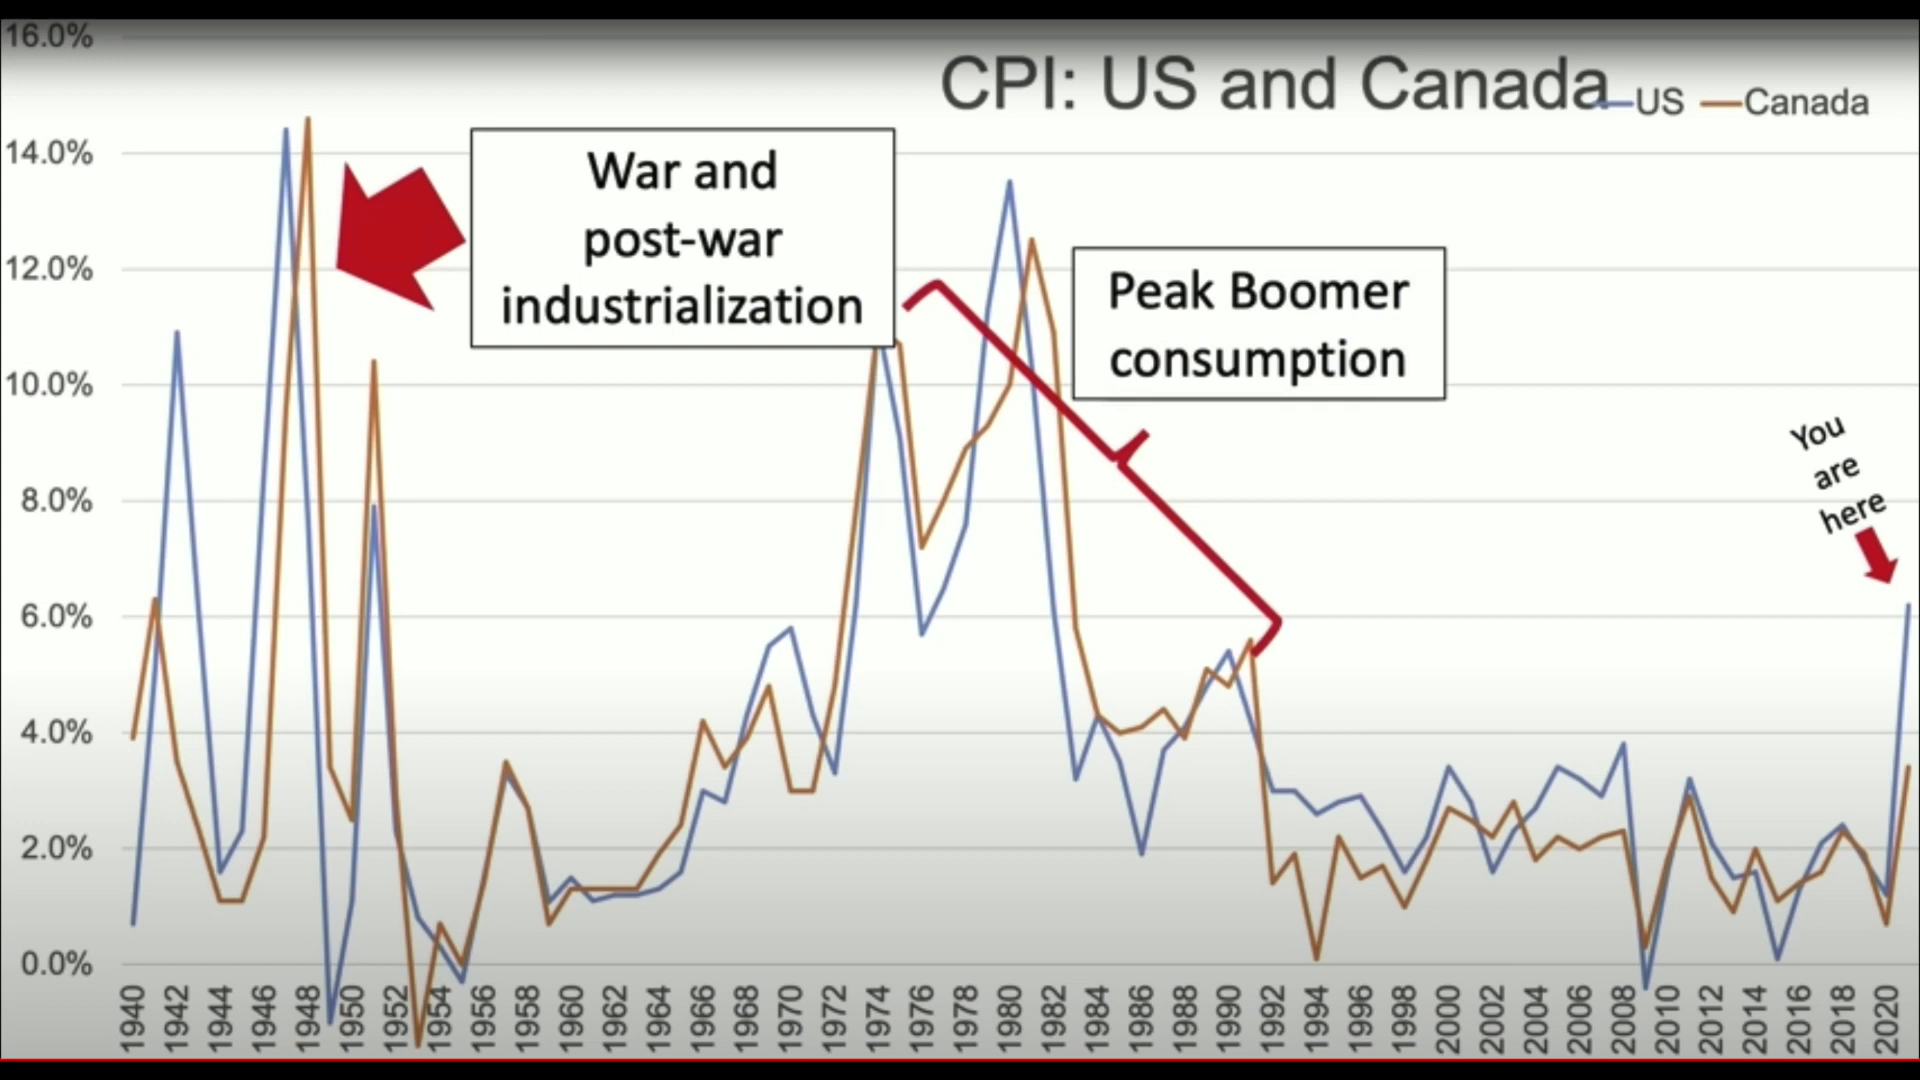 16.0%
CPI: US and Canada
US Canada
14.0%
War and
post-war
industrialization
12.0%
Peak Boomer
consumption
10.0%
You
are
here
8.0%
6.0%
4.0%
2.0%
0.0%
1940 1942 1944 1946 1948 1950 1952 1954 1956 1958 1960 1962 1964 1966 1968 1970 1972 1974 1976 1978 1980 1982 1984 1986 1988 1990 1992 1994 1996 1998 2000 2002 2004 2006 2008 2010 2012 2014 2016 2018 2020